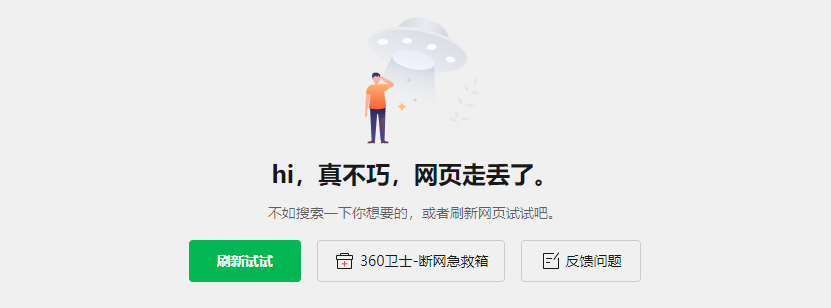 hi，真不巧，网页走丢了。
不如搜索一下你想要的，或者刷新网页试试吧。
刷新试试
360卫士-断网急救箱
反馈问题